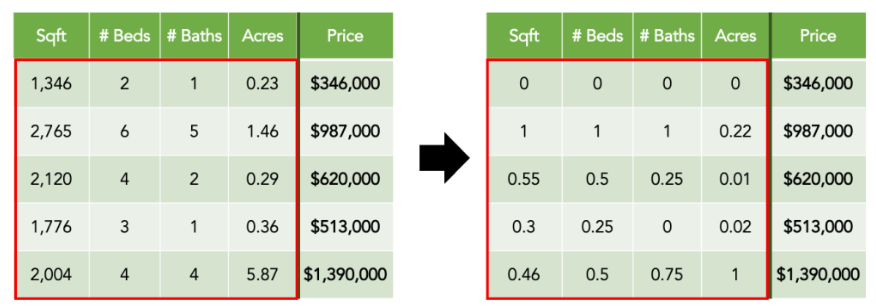 Sqft # Beds # Baths Acres Price
1,346 2 1 0.23 $346,000
2,765 6 5 1.46 $987,000
2,120 4 2 0.29 $620,000
1,776 3 1 0.36 $513,000
2,004 4 4 5.87 $1,390,000
Sqft # Beds # Baths Acres Price
0 0 0 0 $346,000
1 1 1 0.22 $987,000
0.55 0.5 0.25 0.01 $620,000
0.3 0.25 0 0.02 $513,000
0.46 0.5 0.75 1 $1,390,000